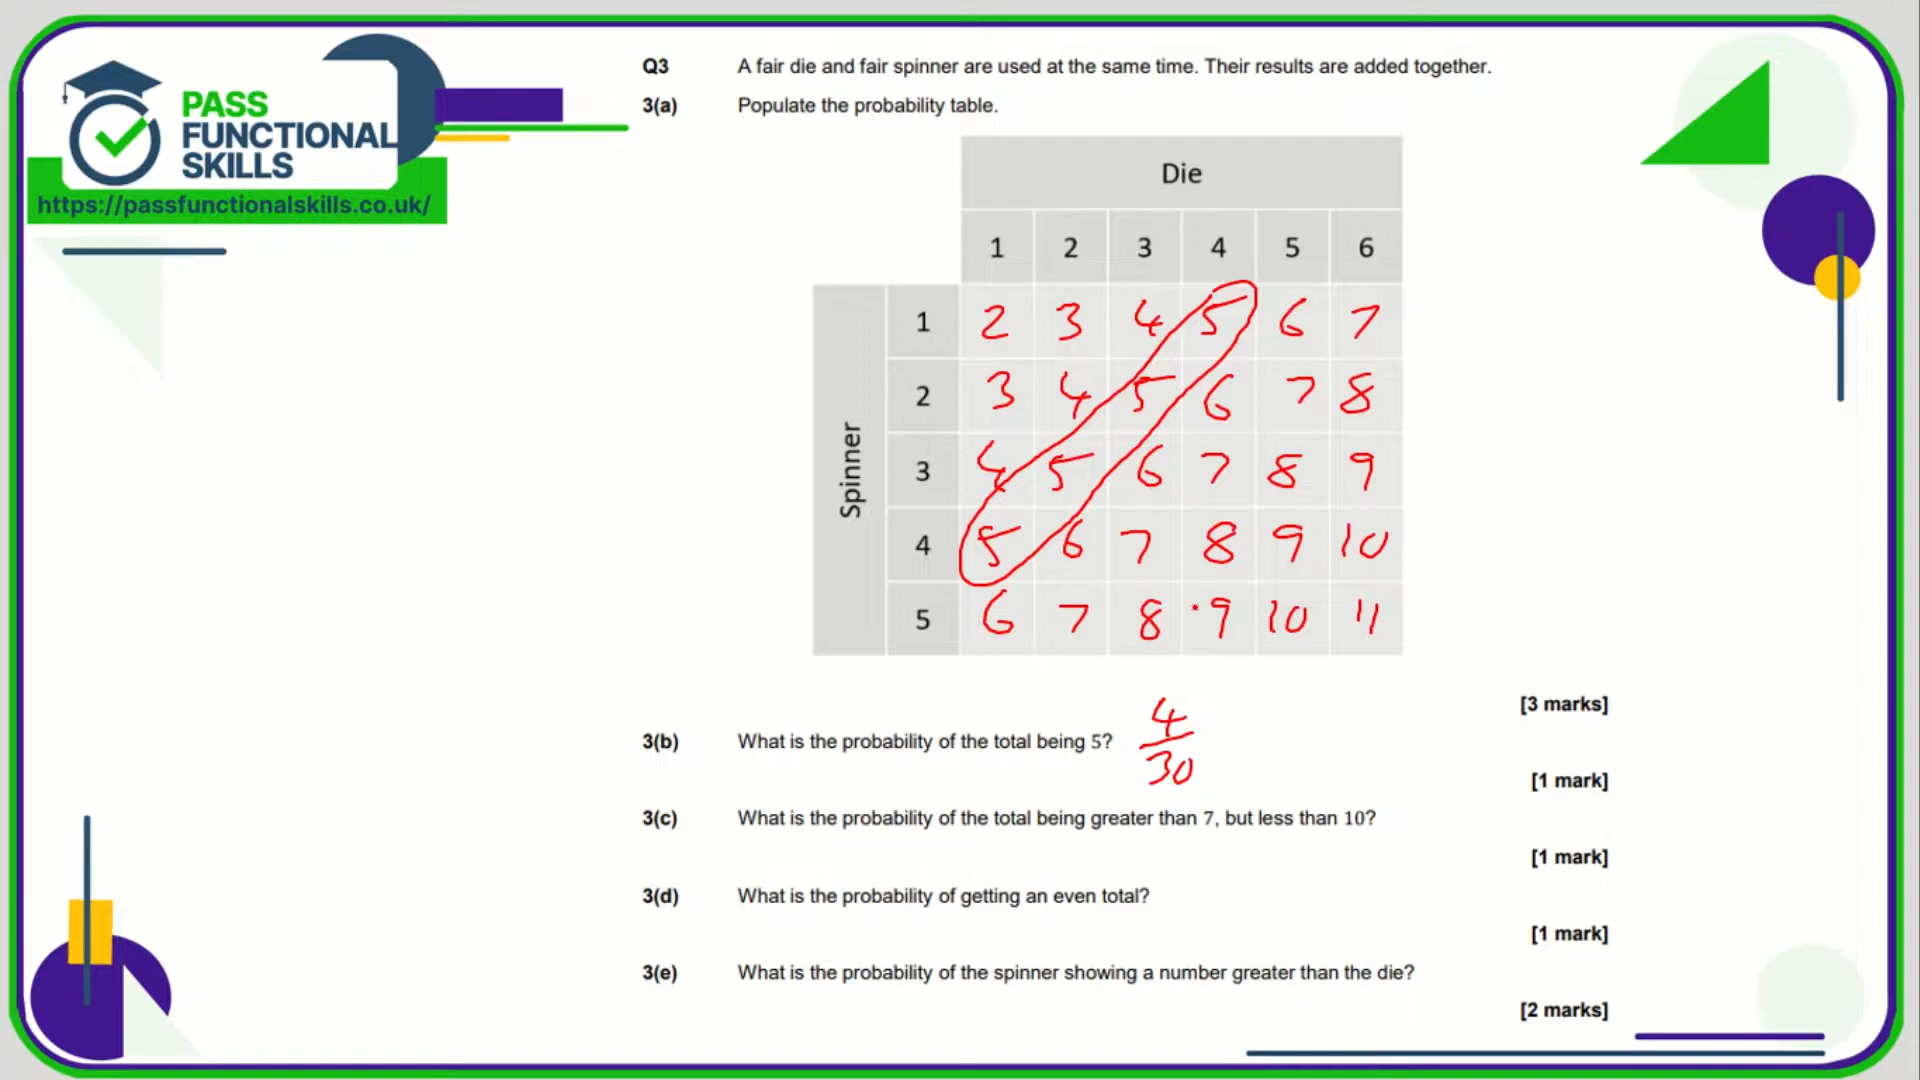 PASS
FUNCTIONAL
SKILLS
https://passfunctionalskills.co.uk/
Q3 A fair die and fair spinner are used at the same time. Their results are added together.
3(a) Populate the probability table.
Die
1 2 3 4 5 6
Spinner
1 2 3 4 5 6 7
2 3 4 5 6 7 8
3 4 5 6 7 8 9
4 5 6 7 8 9 10
5 6 7 8 9 10 11
[3 marks]
3(b) What is the probability of the total being 5? 4/30
[1 mark]
3(c) What is the probability of the total being greater than 7, but less than 10?
[1 mark]
3(d) What is the probability of getting an even total?
[1 mark]
3(e) What is the probability of the spinner showing a number greater than the die?
[2 marks]